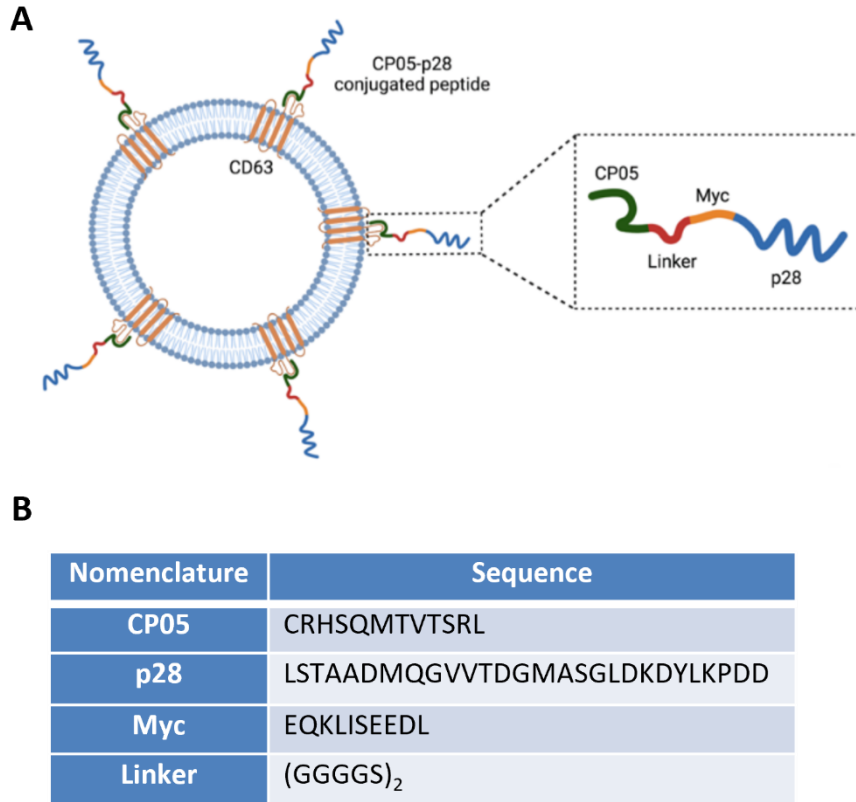 A
CP05-p28
conjugated peptide
CD63
CP05
Myc
Linker
p28
B
Nomenclature Sequence
CP05 CRHSQMTVTSRL
p28 LSTAADMQGVVTDGMASGLDKDYLKPDD
Myc EQKLISEEDL
Linker (GGGGS)₂